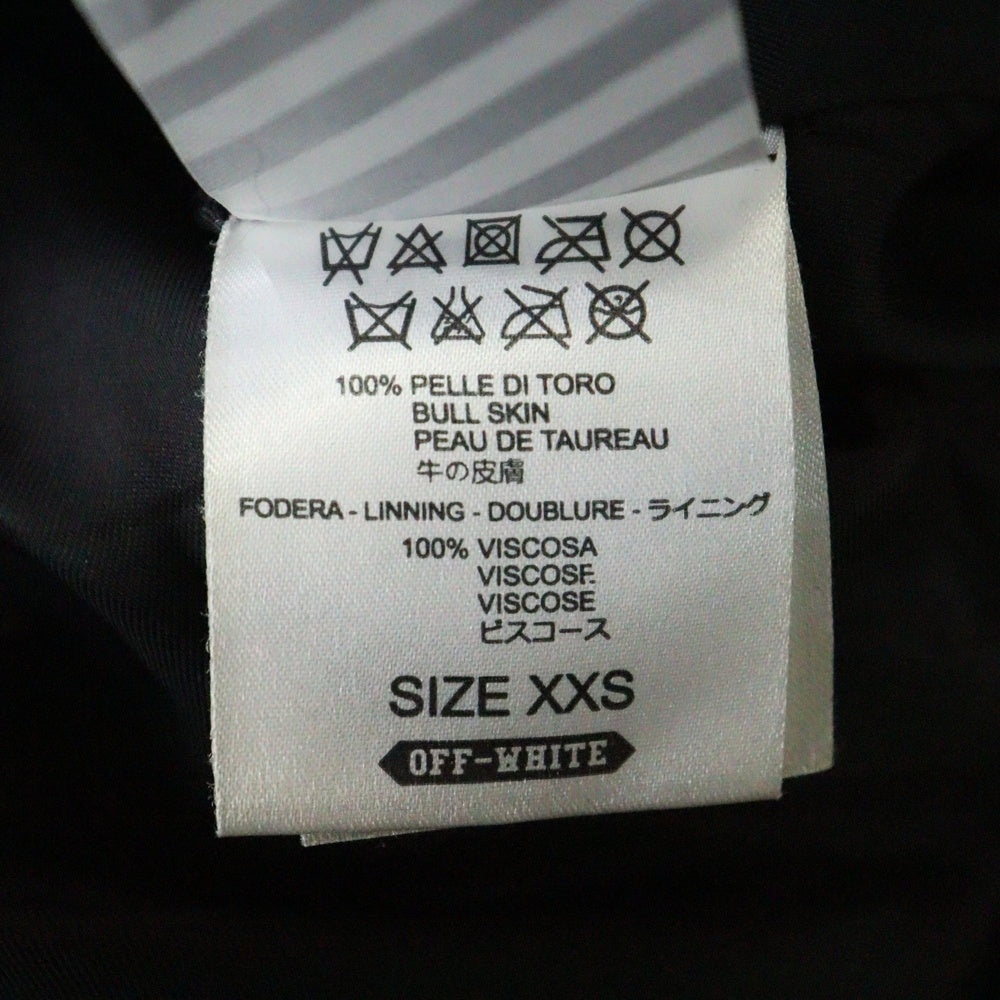 100% PELLE DI TORO
BULL SKIN
PEAU DE TAUREAU
牛の皮膚
FODERA - LINNING - DOUBLURE - ライニング
100% VISCOSA
VISCOSE
VISCOSE
ビスコース
SIZE XXS
OFF-WHITE